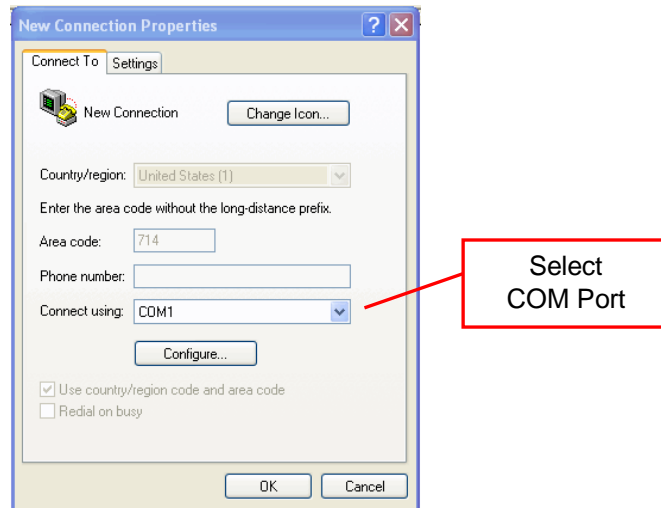 New Connection Properties
Connect To
Settings
New Connection
Change Icon...
Country/region: United States (1)
Enter the area code without the long-distance prefix.
Area code: 714
Phone number:
Connect using: COM1
Configure...
Use country/region code and area code
Redial on busy
OK
Cancel
Select
COM Port